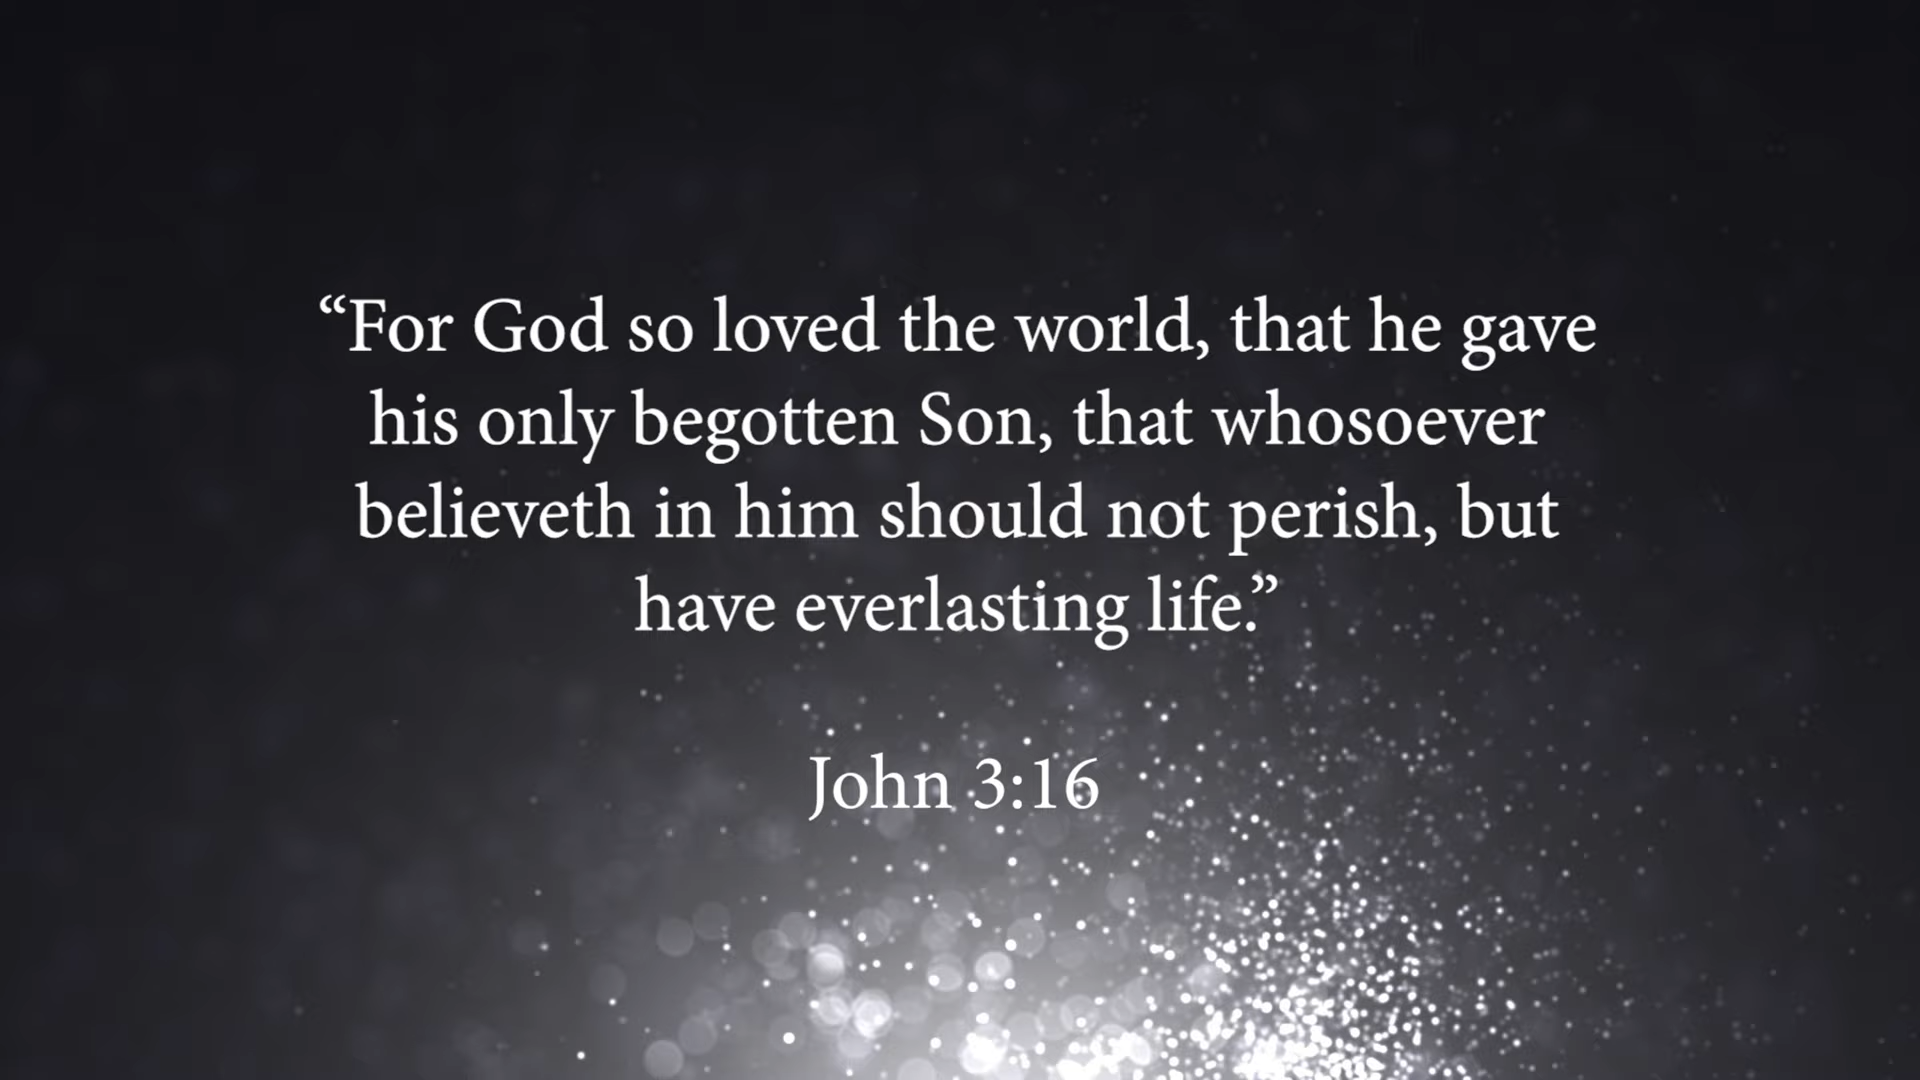 “For God so loved the world, that he gave
his only begotten Son, that whosoever
believeth in him should not perish, but
have everlasting life.”
John 3:16